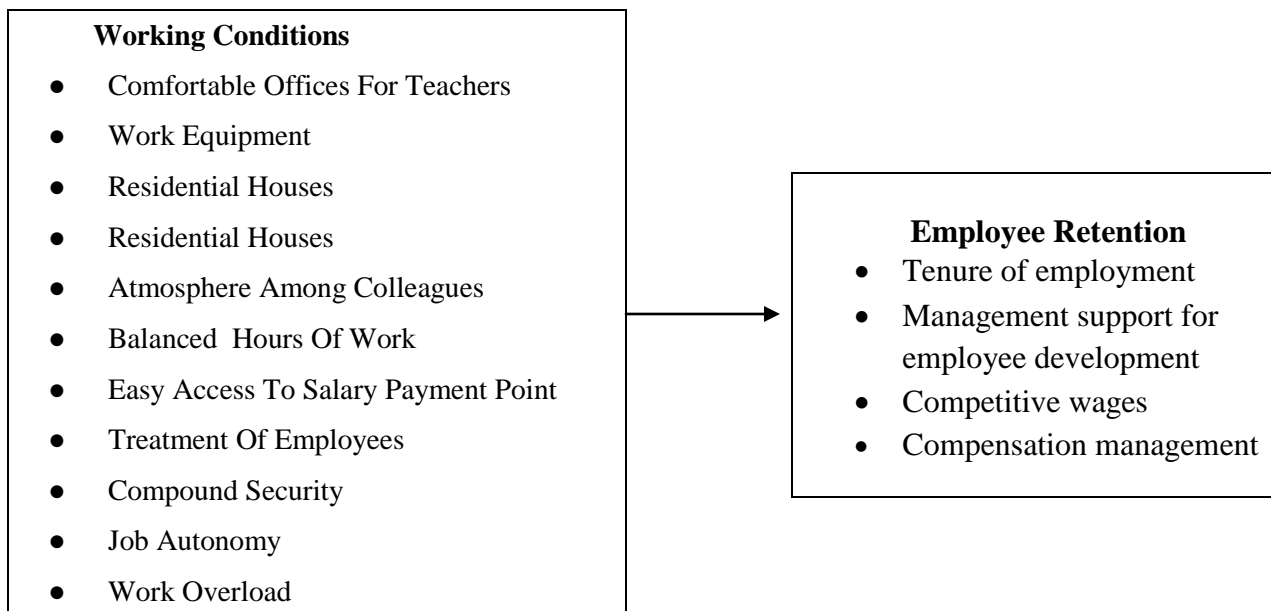 Working Conditions
● Comfortable Offices For Teachers
● Work Equipment
● Residential Houses
● Residential Houses
● Atmosphere Among Colleagues
● Balanced  Hours Of Work
● Easy Access To Salary Payment Point
● Treatment Of Employees
● Compound Security
● Job Autonomy
● Work Overload
Employee Retention
• Tenure of employment
• Management support for
employee development
• Competitive wages
• Compensation management